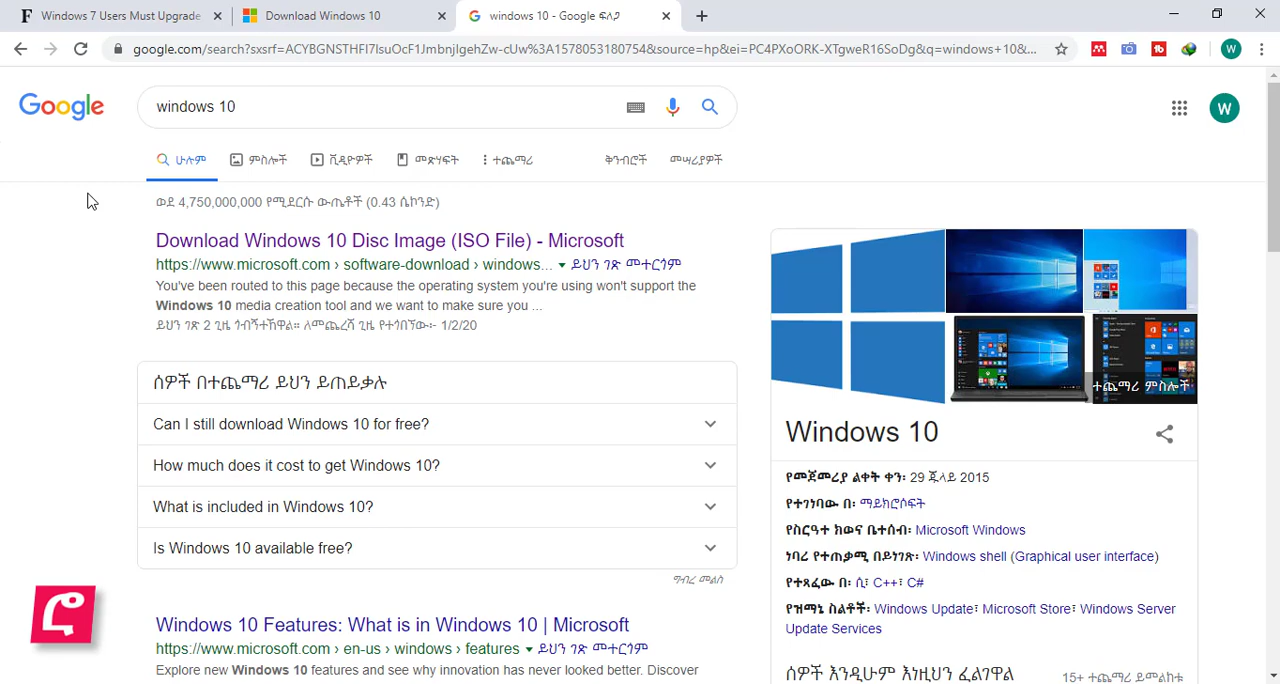 Windows 7 Users Must Upgrade
Download Windows 10
windows 10 - Google ፍለጋ
google.com/search?sxsrf=ACYBGNSTHFI7IsuOcF1JmbnjIgehZw-cUw%3A1578053180754&source=hp&ei=PC4PXoORK-XTgweR16SoDg&q=windows+10&...
W
Google
windows 10
W
ሁሉም
ምስሎች
ቪዲዮዎች
መጽሃፍት
ተጨማሪ
ቅንብሮች
መሣሪያዎች
ወደ 4,750,000,000 የሚደርሱ ውጤቶች (0.43 ሴኮንድ)
Download Windows 10 Disc Image (ISO File) - Microsoft
https://www.microsoft.com › software-download › windows... ▾ ይህን ገጽ መተርጎም
You've been routed to this page because the operating system you're using won't support the
Windows 10 media creation tool and we want to make sure you ...
ይህን ገጽ 2 ጊዜ ጎብኝተኸዋል። ለመጨረሻ ጊዜ የተጎበኘው፦ 1/2/20
ሰዎች በተጨማሪ ይህን ይጠይቃሉ
Can I still download Windows 10 for free?
How much does it cost to get Windows 10?
What is included in Windows 10?
Is Windows 10 available free?
ግብረ መልስ
Windows 10 Features: What is in Windows 10 | Microsoft
https://www.microsoft.com › en-us › windows › features ▾ ይህን ገጽ መተርጎም
Explore new Windows 10 features and see why innovation has never looked better. Discover
ተጨማሪ ምስሎች
Windows 10
የመጀመሪያ ልቀት ቀን፡ 29 ጁላይ 2015
የተገነባው በ፡ ማይክሮሶፍት
የስርዓተ ክወና ቤተሰብ፡ Microsoft Windows
ነባሪ የተጠቃሚ በይነገጽ፡ Windows shell (Graphical user interface)
የተጻፈው በ፡ ሲ፣ C++, C#
የዝማኔ ስልቶች፡ Windows Update፣ Microsoft Store፣ Windows Server
Update Services
ሰዎች እንዲሁም እነዚህን ፈልገዋል
15+ ተጨማሪ ይመልከቱ